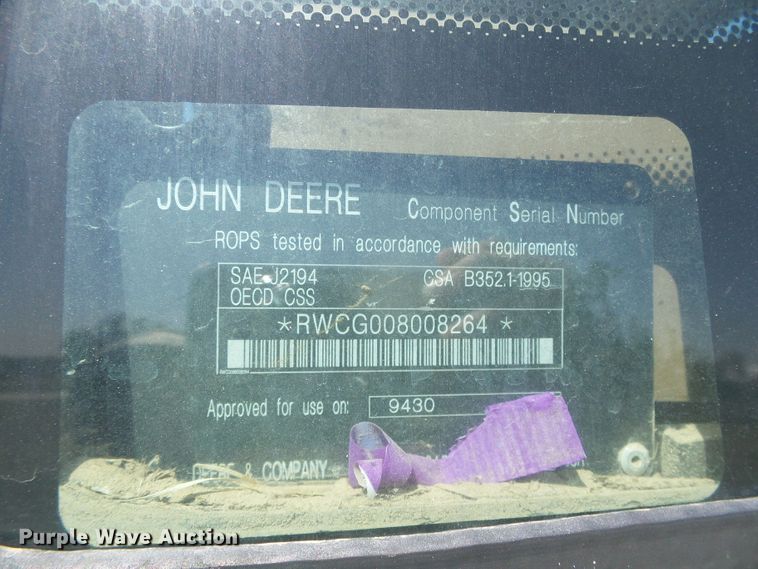 JOHN DEERE Component Serial Number
ROPS tested in accordance with requirements:
SAE J2194 CSA B352.1-1995
OECD CSS
*RWCG008008264*
Approved for use on: 9430
DEERE & COMPANY
Purple Wave Auction